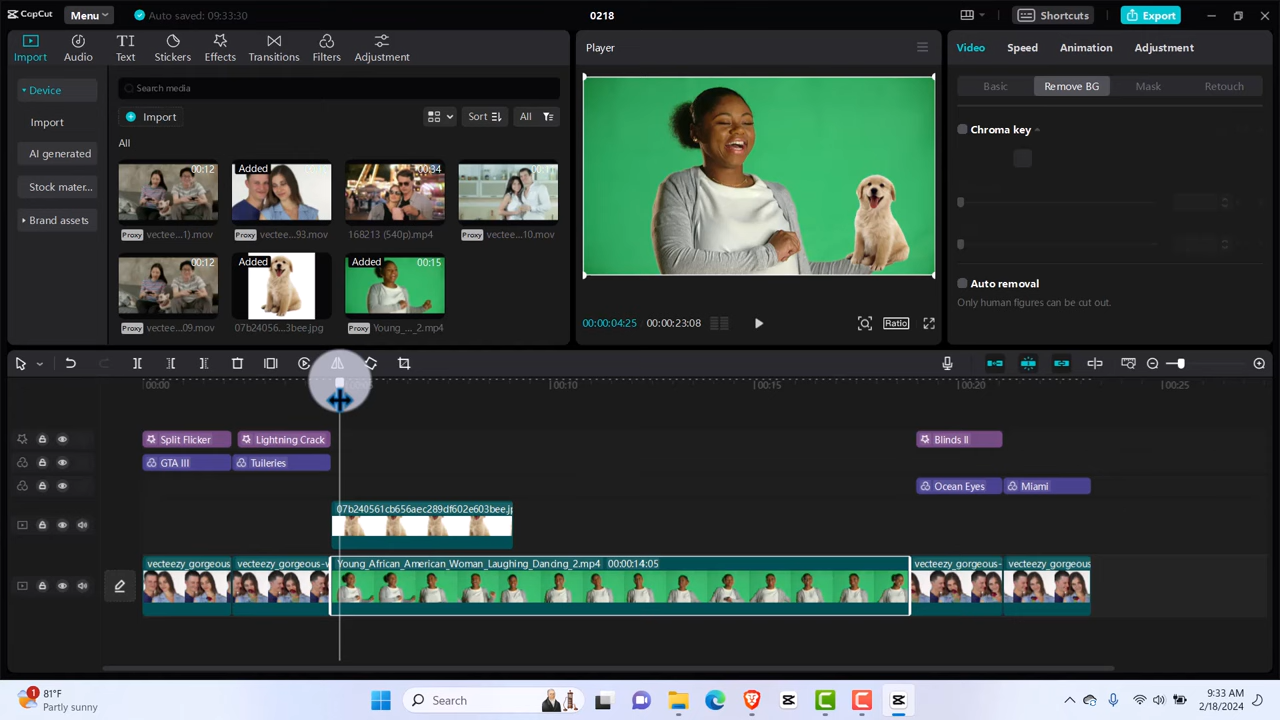 CapCut
Menu
Auto saved: 09:33:30
0218
Shortcuts
Export
Import
Audio
Text
Stickers
Effects
Transitions
Filters
Adjustment
Player
Video
Speed
Animation
Adjustment
Device
Search media
Basic
Remove BG
Mask
Retouch
Import
Import
Sort
All
Chroma key
AI generated
All
Stock mater...
Brand assets
00:12
Added
00:34
Proxy
vectee...1).mov
Proxy
vectee...93.mov
168213 (540p).mp4
Proxy
vectee...10.mov
00:12
Added
Added
00:15
Auto removal
Only human figures can be cut out.
Proxy
vectee...09.mov
07b24056...3bee.jpg
Proxy
Young_..._2.mp4
00:00:04:25
00:00:23:08
Ratio
00:00
00:10
00:15
00:20
00:25
Split Flicker
Lightning Crack
Blinds II
GTA III
Tuileries
Ocean Eyes
Miami
07b240561cb656aec289df602e603bee.jp
vecteezy_gorgeous
vecteezy_gorgeous-
Young_African_American_Woman_Laughing_Dancing_2.mp4
00:00:14:05
vecteezy_gorgeous-
vecteezy_gorgeous
1
81°F
Partly sunny
Search
9:33 AM
2/18/2024